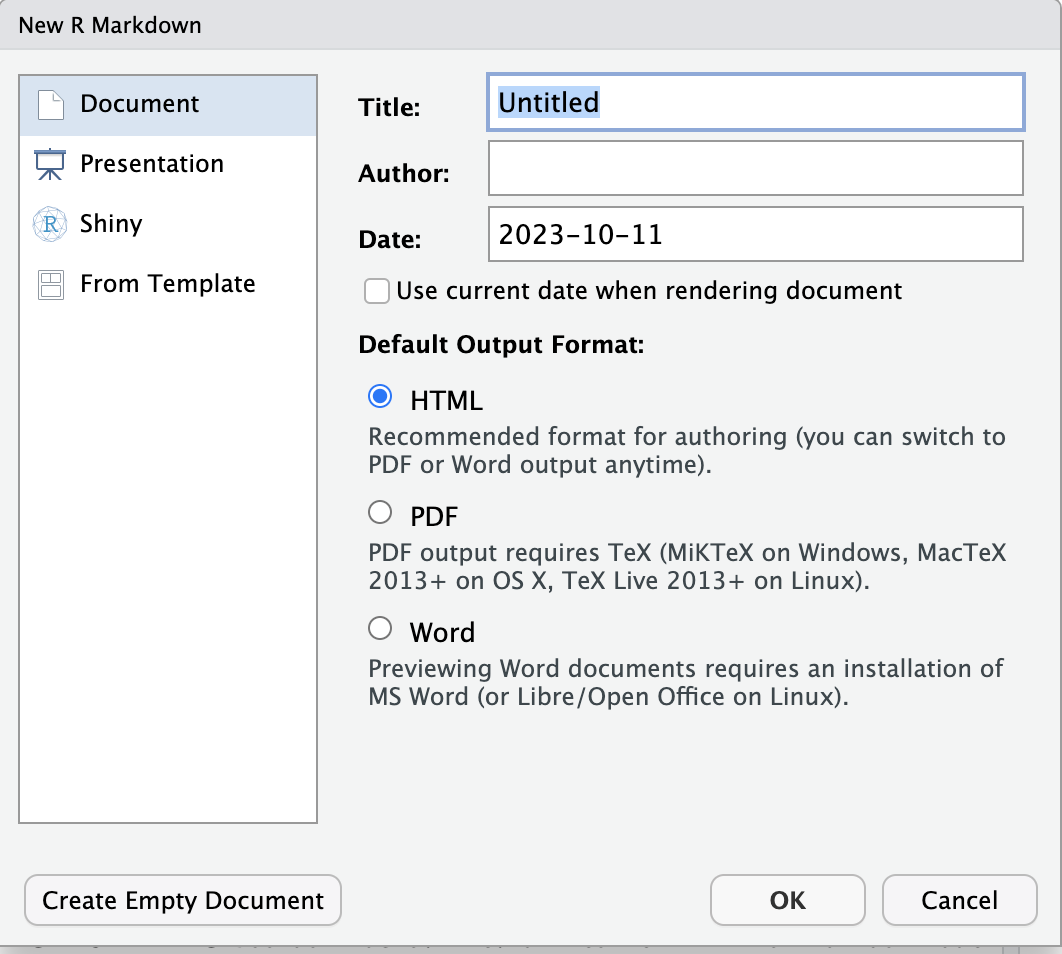 New R Markdown
Document
Presentation
R Shiny
From Template
Title: Untitled
Author:
Date: 2023-10-11
Use current date when rendering document
Default Output Format:
HTML
Recommended format for authoring (you can switch to
PDF or Word output anytime).
PDF
PDF output requires TeX (MiKTeX on Windows, MacTeX
2013+ on OS X, TeX Live 2013+ on Linux).
Word
Previewing Word documents requires an installation of
MS Word (or Libre/Open Office on Linux).
Create Empty Document OK Cancel